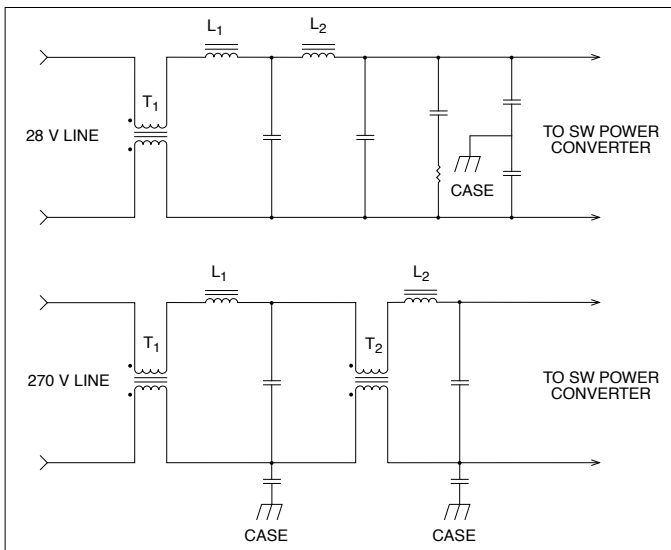 L1
L2
T1
28 V LINE
CASE
TO SW POWER
CONVERTER
L1
L2
T1
T2
270 V LINE
TO SW POWER
CONVERTER
CASE
CASE